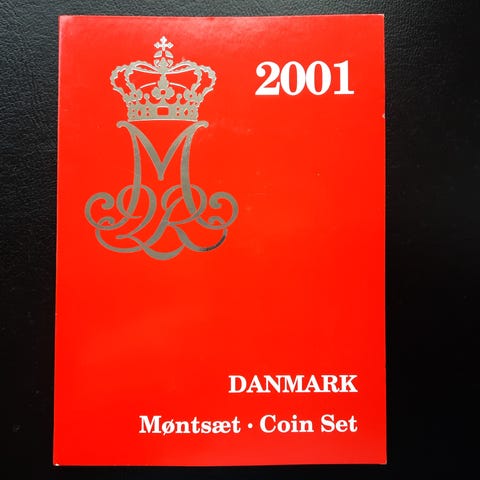 2001
DANMARK
Møntsæt · Coin Set